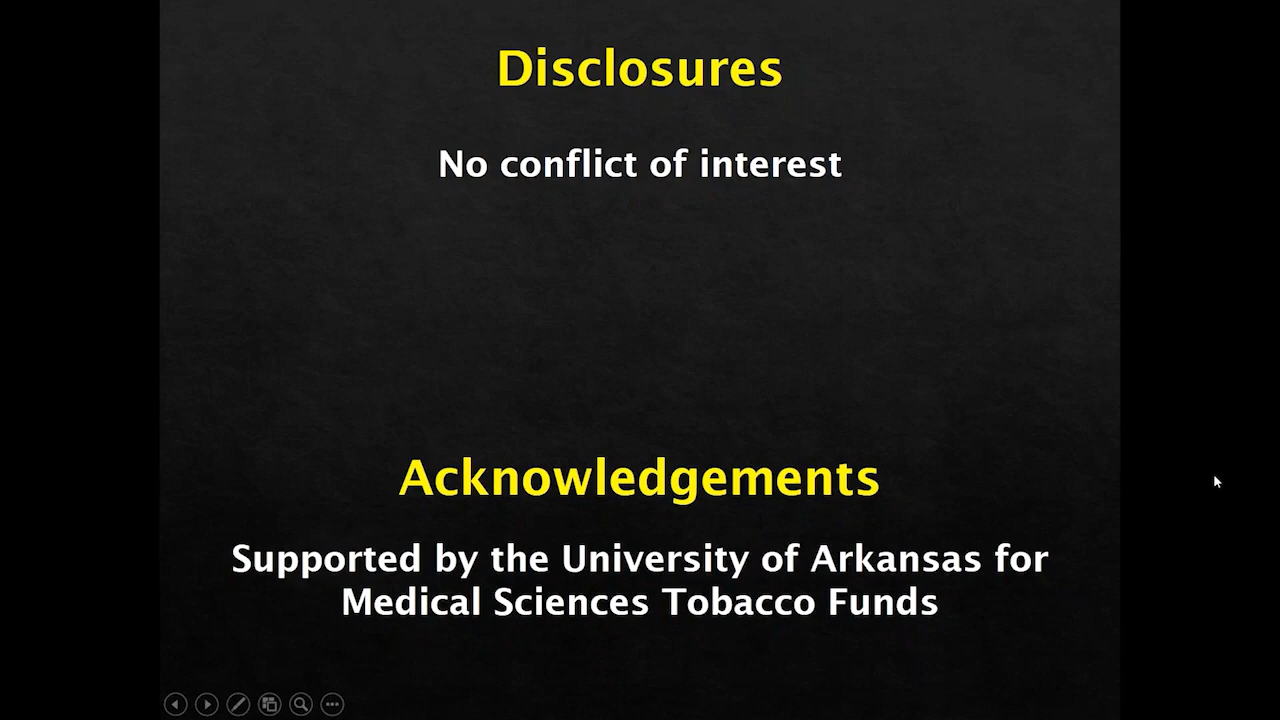 Disclosures
No conflict of interest
Acknowledgements
Supported by the University of Arkansas for
Medical Sciences Tobacco Funds